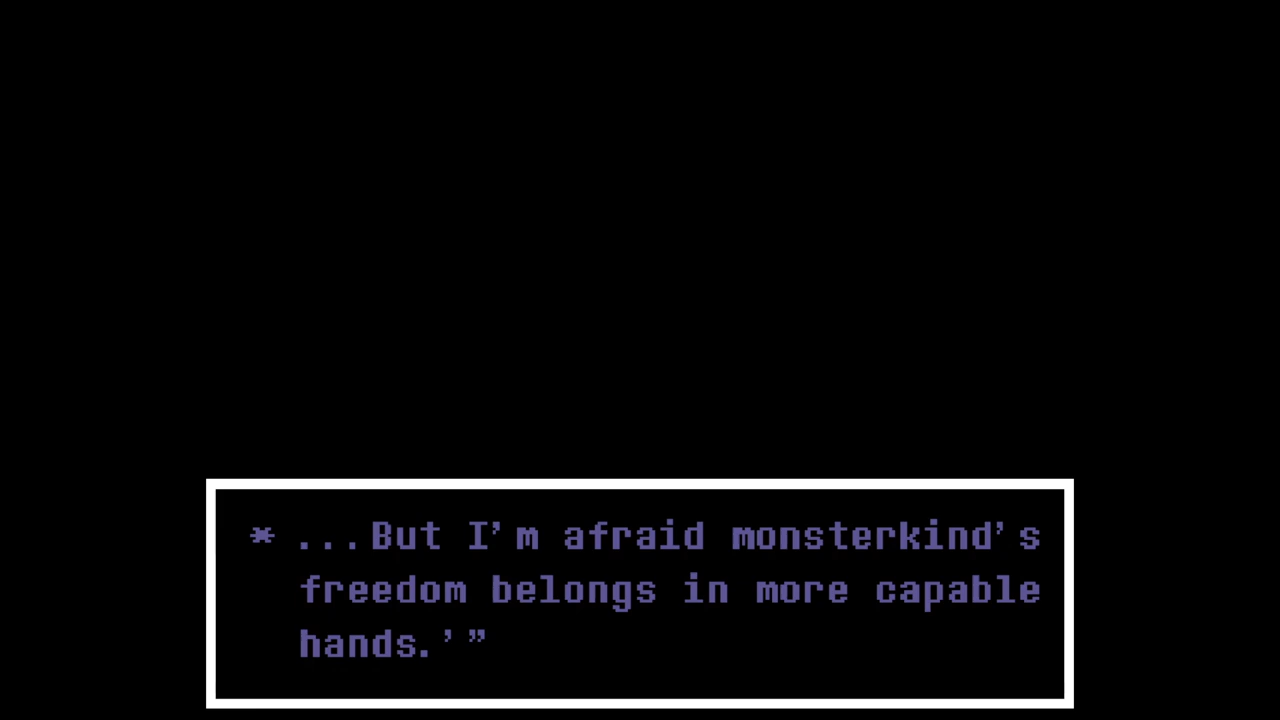 * ...But I’m afraid monsterkind’s
freedom belongs in more capable
hands.’”